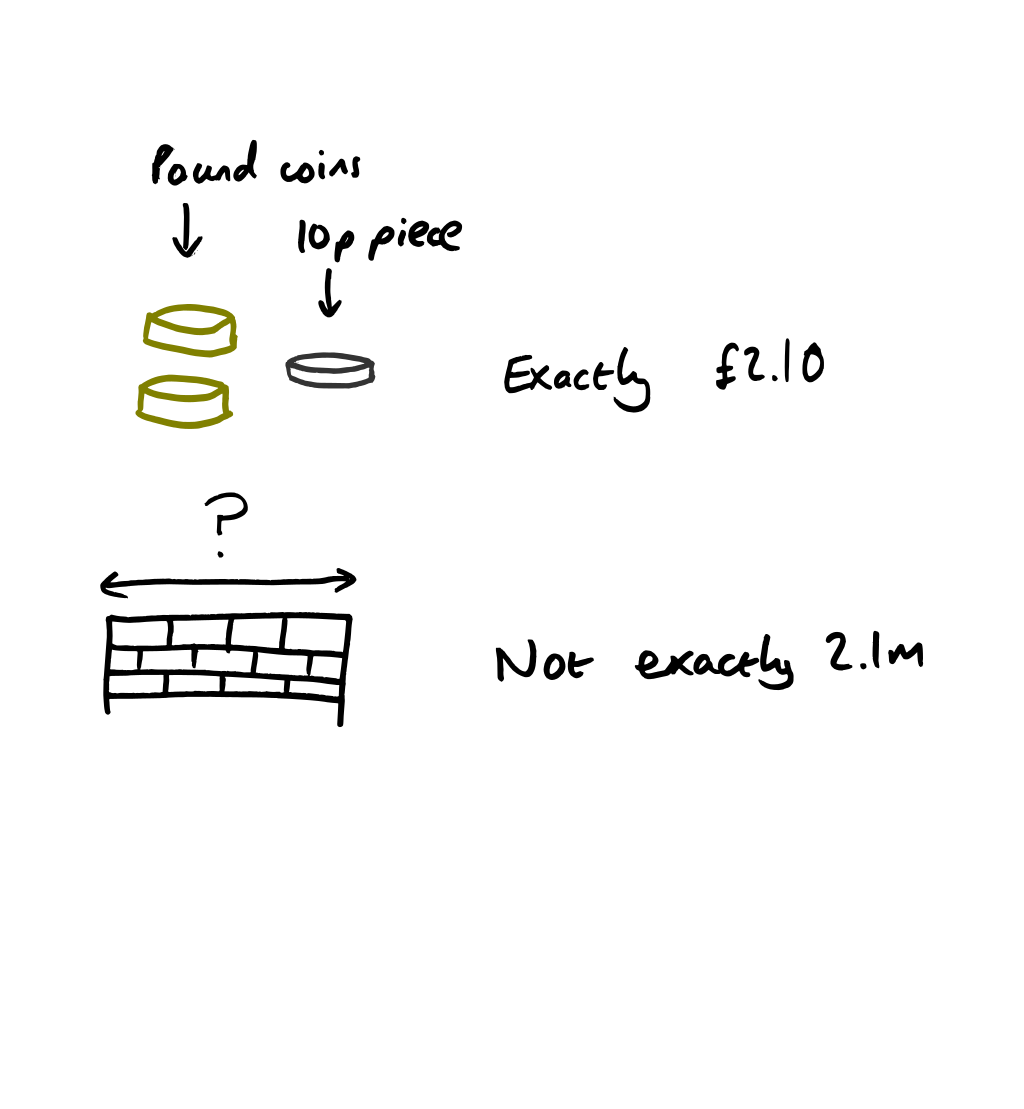 Pound coins
10p piece
Exactly £2.10
?
Not exactly 2.1m